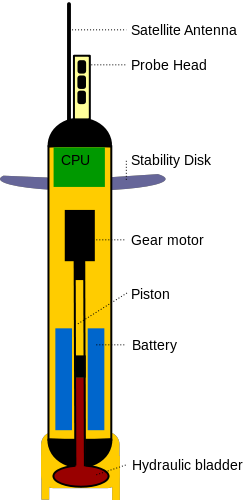 Satellite Antenna
Probe Head
CPU
Stability Disk
Gear motor
Piston
Battery
Hydraulic bladder